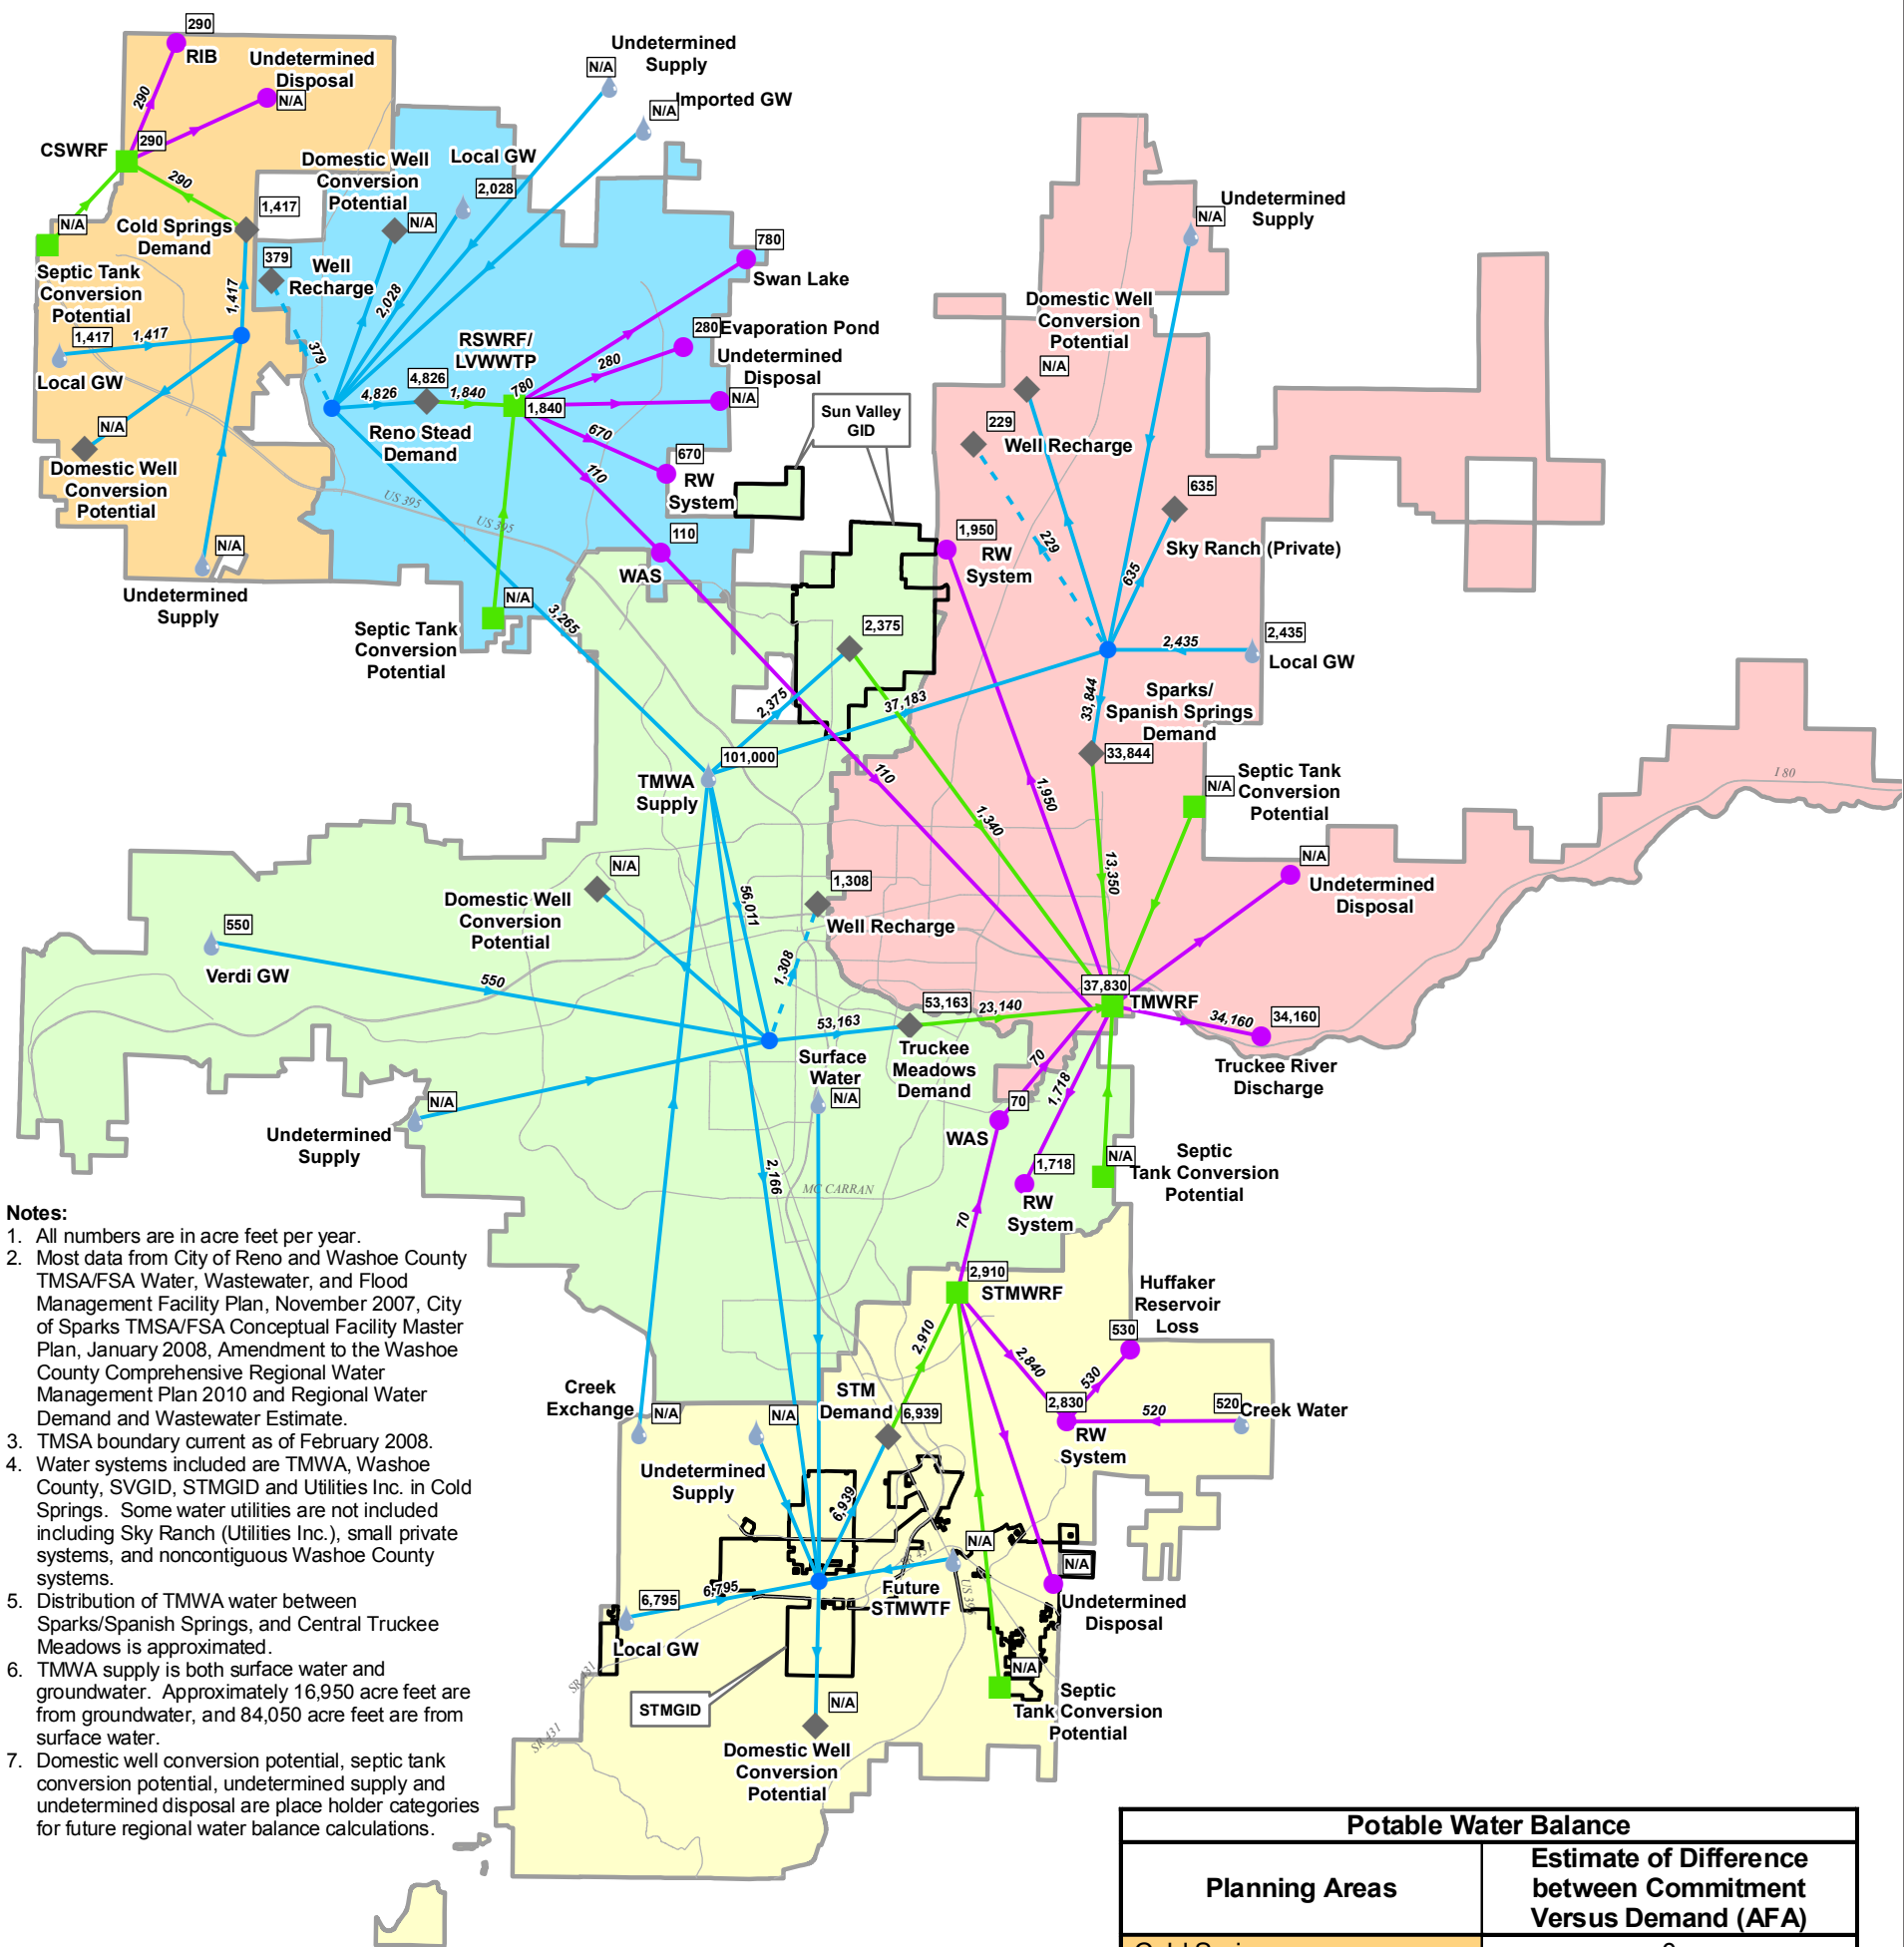 290
RIB
Undetermined
Disposal
N/A
290
290
CSWRF
290
N/A
Septic Tank
Conversion
Potential
Cold Springs
Demand
1,417
1,417
1,417
1,417
Local GW
N/A
Domestic Well
Conversion
Potential
N/A
Undetermined
Supply
Undetermined
Supply
N/A
Imported GW
N/A
Domestic Well
Conversion
Potential
N/A
Local GW
2,028
2,028
379
Well
Recharge
379
4,826
4,826
Reno Stead
Demand
1,840
RSWRF/
LVWWTP
1,840
780
780
Swan Lake
280
280
Evaporation Pond
Undetermined
Disposal
N/A
670
670
RW
System
110
110
WAS
US 395
US 395
N/A
Septic Tank
Conversion
Potential
3,265
Sun Valley
GID
2,375
2,375
1,950
RW
System
Undetermined
Supply
N/A
Domestic Well
Conversion
Potential
N/A
229
Well Recharge
229
635
635
Sky Ranch (Private)
2,435
2,435
Local GW
37,183
33,844
Sparks/
Spanish Springs
Demand
33,844
101,000
TMWA
Supply
110
1,340
1,950
13,350
Septic Tank
Conversion
Potential
N/A
I 80
N/A
Undetermined
Disposal
N/A
Domestic Well
Conversion
Potential
56,011
1,308
Well Recharge
1,308
550
Verdi GW
550
37,830
TMWRF
34,160
34,160
Truckee River
Discharge
53,163
53,163
23,140
Truckee
Meadows
Demand
Surface
Water
N/A
N/A
Undetermined
Supply
70
70
WAS
1,718
1,718
RW
System
N/A
Septic
Tank Conversion
Potential
2,166
MC CARRAN
70
2,910
STMWRF
2,910
Huffaker
Reservoir
Loss
530
530
2,840
2,830
RW
System
520
520
Creek Water
Creek
Exchange
N/A
N/A
Undetermined
Supply
STM
Demand
6,939
6,939
6,795
6,795
Local GW
N/A
Future
STMWTF
SR 431
US 395
N/A
Undetermined
Disposal
N/A
Septic
Tank Conversion
Potential
STMGID
SR 431
SR 431
N/A
Domestic Well
Conversion
Potential
Notes:
1. All numbers are in acre feet per year.
2. Most data from City of Reno and Washoe County
TMSA/FSA Water, Wastewater, and Flood
Management Facility Plan, November 2007, City
of Sparks TMSA/FSA Conceptual Facility Master
Plan, January 2008, Amendment to the Washoe
County Comprehensive Regional Water
Management Plan 2010 and Regional Water
Demand and Wastewater Estimate.
3. TMSA boundary current as of February 2008.
4. Water systems included are TMWA, Washoe
County, SVGID, STMGID and Utilities Inc. in Cold
Springs. Some water utilities are not included
including Sky Ranch (Utilities Inc.), small private
systems, and noncontiguous Washoe County
systems.
5. Distribution of TMWA water between
Sparks/Spanish Springs, and Central Truckee
Meadows is approximated.
6. TMWA supply is both surface water and
groundwater. Approximately 16,950 acre feet are
from groundwater, and 84,050 acre feet are from
surface water.
7. Domestic well conversion potential, septic tank
conversion potential, undetermined supply and
undetermined disposal are place holder categories
for future regional water balance calculations.
Potable Water Balance
Planning Areas
Estimate of Difference
between Commitment
Versus Demand (AFA)